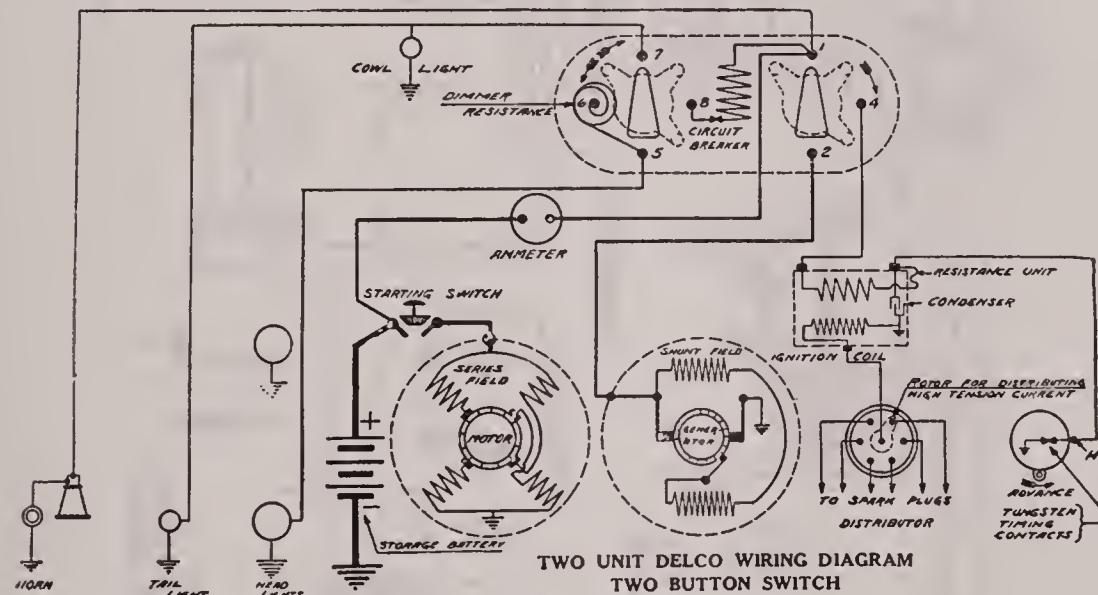 COWL LIGHT
DIMMER
RESISTANCE
7
6
8
5
1
4
2
CIRCUIT
BREAKER
AMMETER
STARTING SWITCH
RESISTANCE UNIT
CONDENSER
IGNITION COIL
SERIES
FIELD
MOTOR
SHUNT FIELD
GENER
ATOR
ROTOR FOR DISTRIBUTING
HIGH TENSION CURRENT
+
-
STORAGE BATTERY
TO SPARK PLUGS
DISTRIBUTOR
ADVANCE
TUNGSTEN
TIMING
CONTACTS
HORN
TAIL
LIGHT
HEAD
LIGHTS
TWO UNIT DELCO WIRING DIAGRAM
TWO BUTTON SWITCH